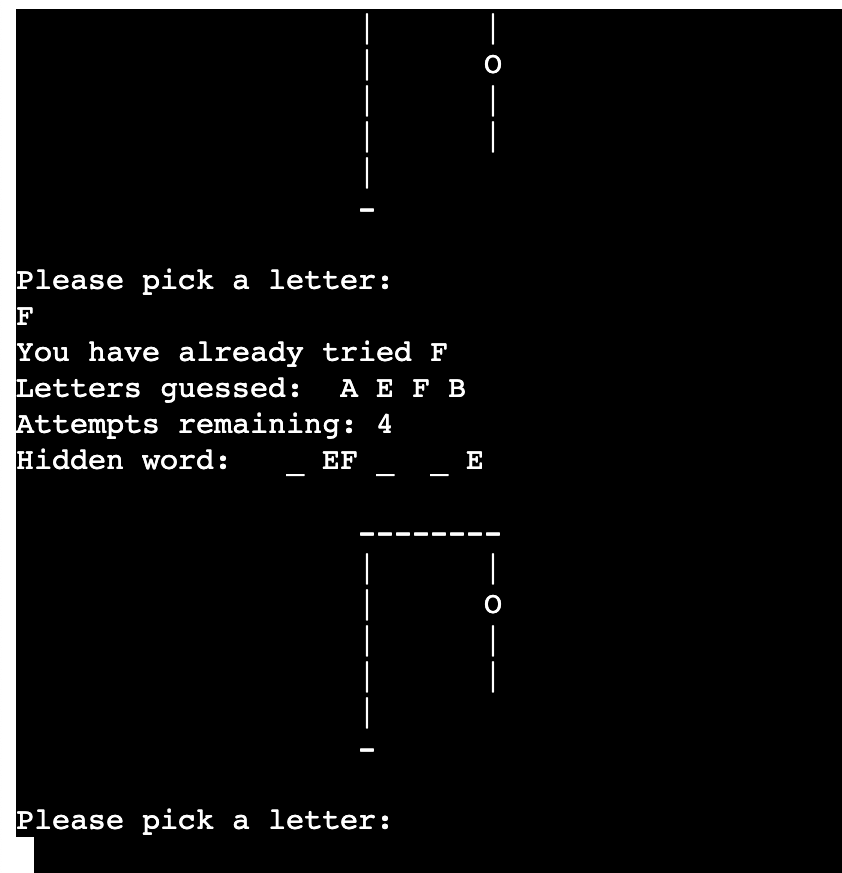 |      |
|      O
|      |
|      |
|
-
Please pick a letter:
F
You have already tried F
Letters guessed:  A E F B
Attempts remaining: 4
Hidden word:   _ EF _  _ E
--------
|      |
|      O
|      |
|      |
|
-
Please pick a letter: